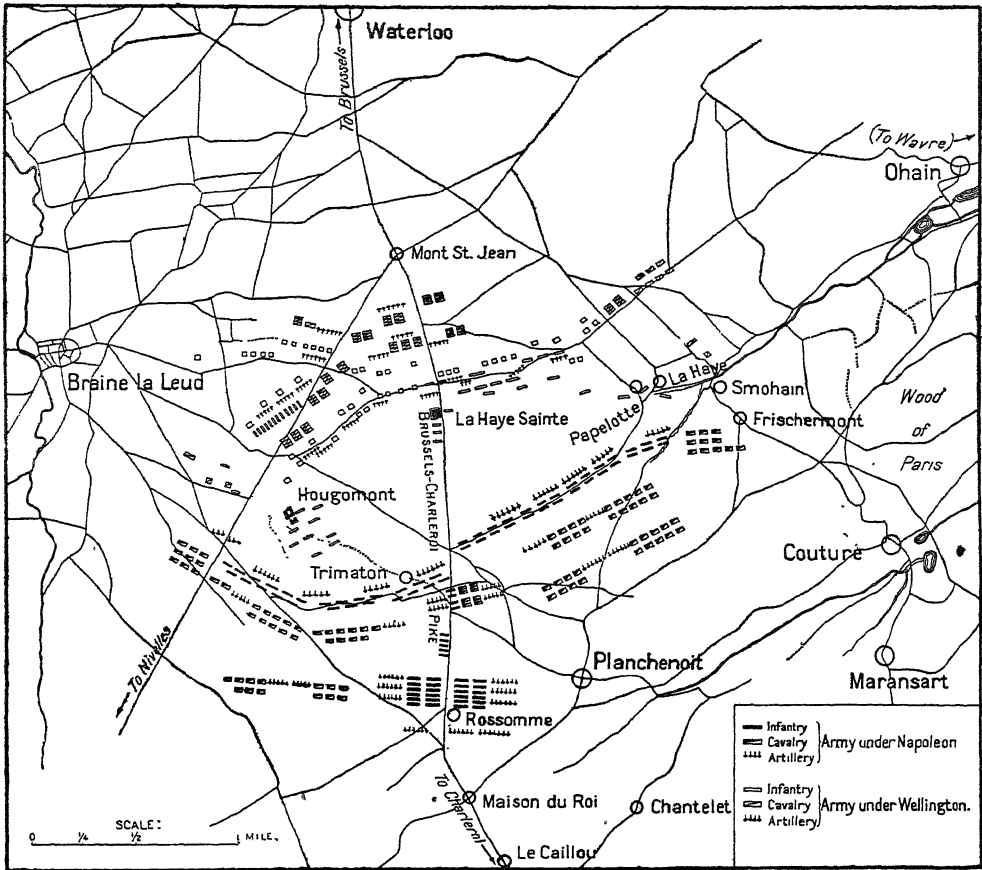 Waterloo
To Brussels
(To Wavre)
Ohain
Mont St. Jean
Braine la Leud
La Haye
Smohain
La Haye Sainte
Papelotte
Frischermont
Wood
of
Paris
BRUSSELS-CHARLEROI
PIKE
Hougomont
Trimaton
Couture
To Nivelles
Planchenoit
Maransart
Rossomme
To Charleroi
Maison du Roi
Chantelet
Le Caillou
Infantry
Cavalry
Artillery
Army under Napoleon
Infantry
Cavalry
Artillery
Army under Wellington.
SCALE:
0 1/4 1/2 MILE.